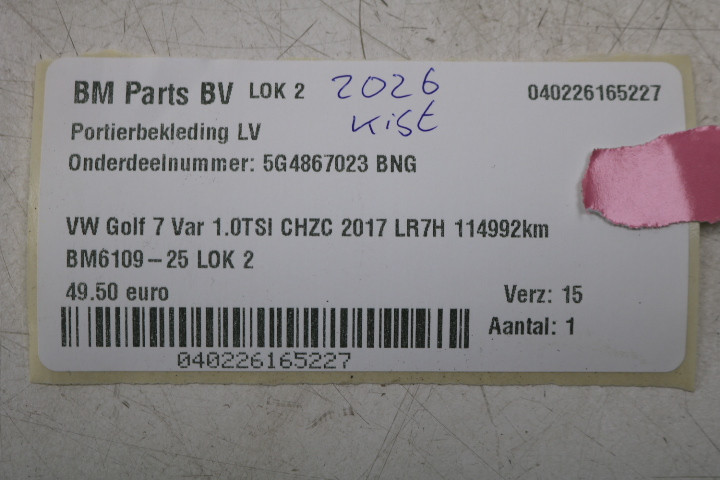 BM Parts BV LOK 2 2026 040226165227
Kist
Portierbekleding LV
Onderdeelnummer: 5G4867023 BNG
VW Golf 7 Var 1.0TSI CHZC 2017 LR7H 114992km
BM6109-25 LOK 2
49.50 euro
Verz: 15
Aantal: 1
040226165227